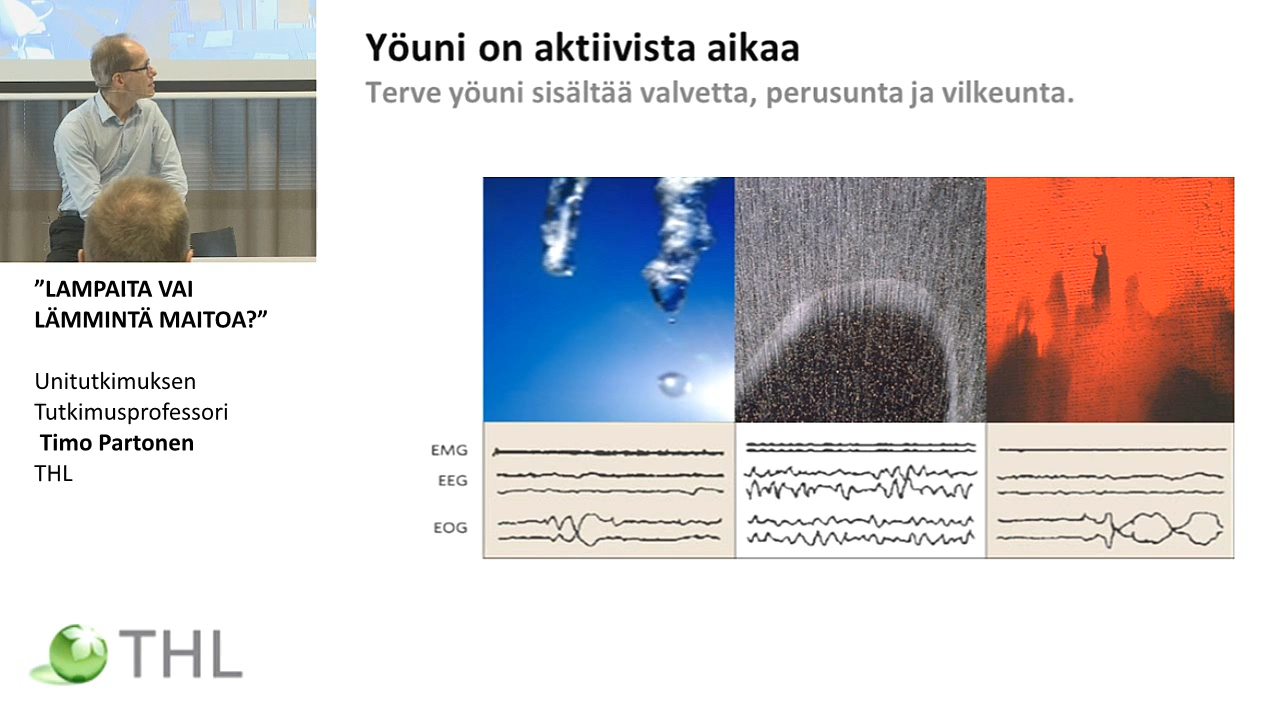 Yöuni on aktiivista aikaa
Terve yöuni sisältää valvetta, perusunta ja vilkeunta.
”LAMPAITA VAI
LÄMMINTÄ MAITOA?”
Unitutkimuksen
Tutkimusprofessori
Timo Partonen
THL
EMG
EEG
EOG
THL